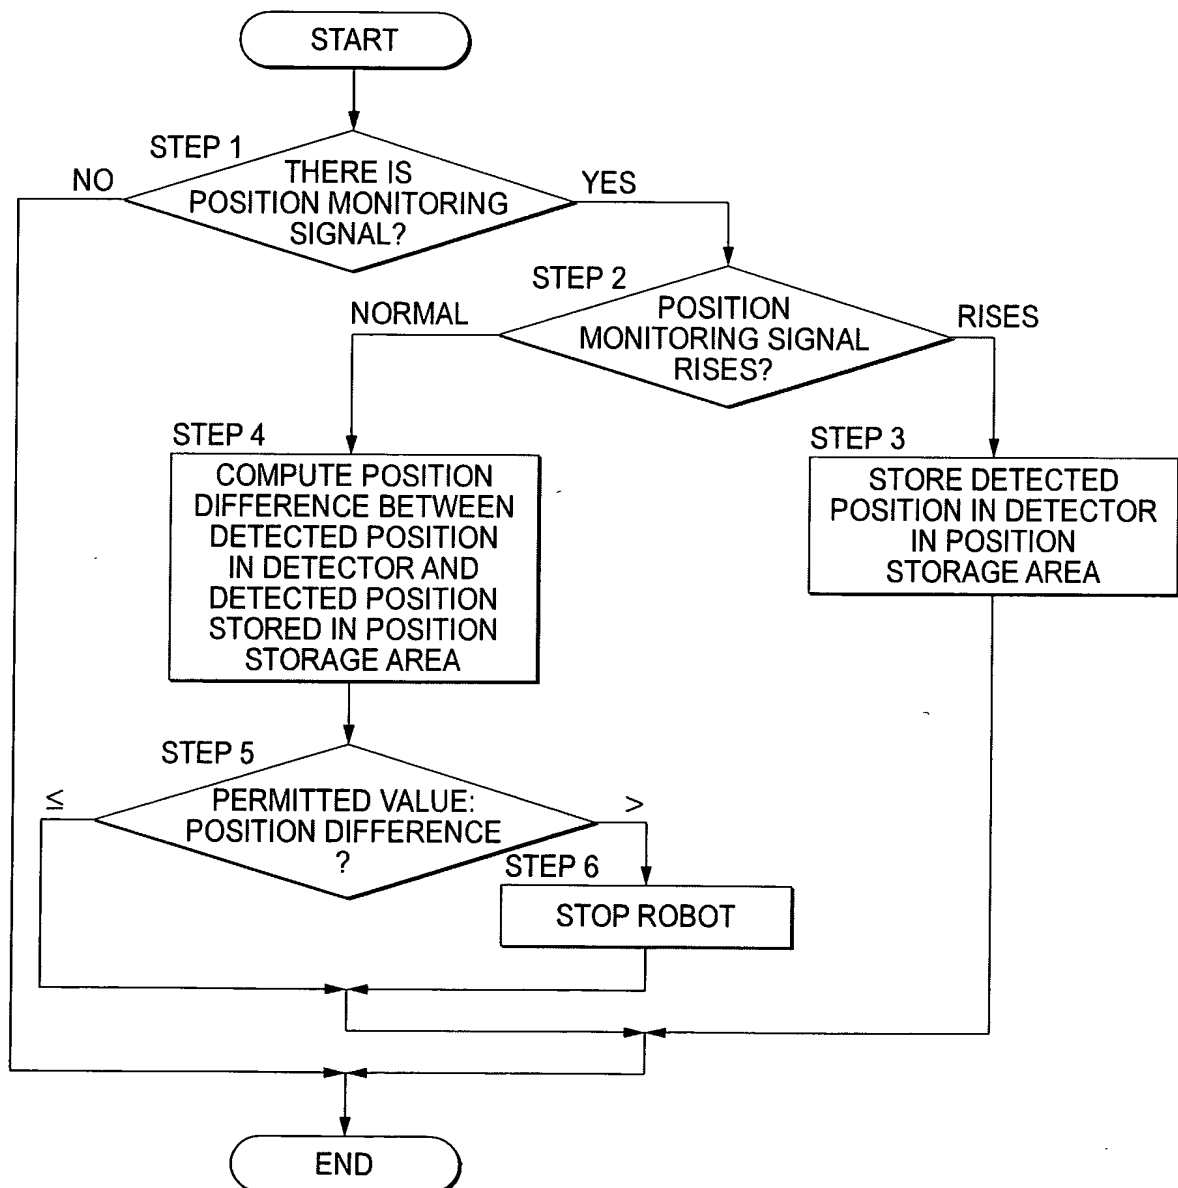 START
STEP 1
THERE IS
POSITION MONITORING
SIGNAL?
NO
YES
STEP 2
POSITION
MONITORING SIGNAL
RISES?
NORMAL
RISES
STEP 4
COMPUTE POSITION
DIFFERENCE BETWEEN
DETECTED POSITION
IN DETECTOR AND
DETECTED POSITION
STORED IN POSITION
STORAGE AREA
STEP 3
STORE DETECTED
POSITION IN DETECTOR
IN POSITION
STORAGE AREA
STEP 5
PERMITTED VALUE:
POSITION DIFFERENCE
?
≤
>
STEP 6
STOP ROBOT
END